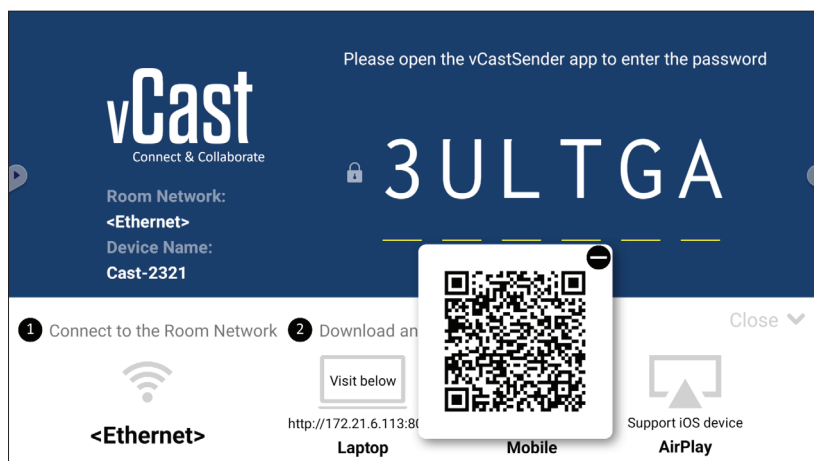 Please open the vCastSender app to enter the password
vCast
Connect & Collaborate
3ULTGA
Room Network:
<Ethernet>
Device Name:
Cast-2321
1 Connect to the Room Network
2 Download an
Close
Visit below
http://172.21.6.113:80
<Ethernet>
Laptop
Mobile
Support iOS device
AirPlay